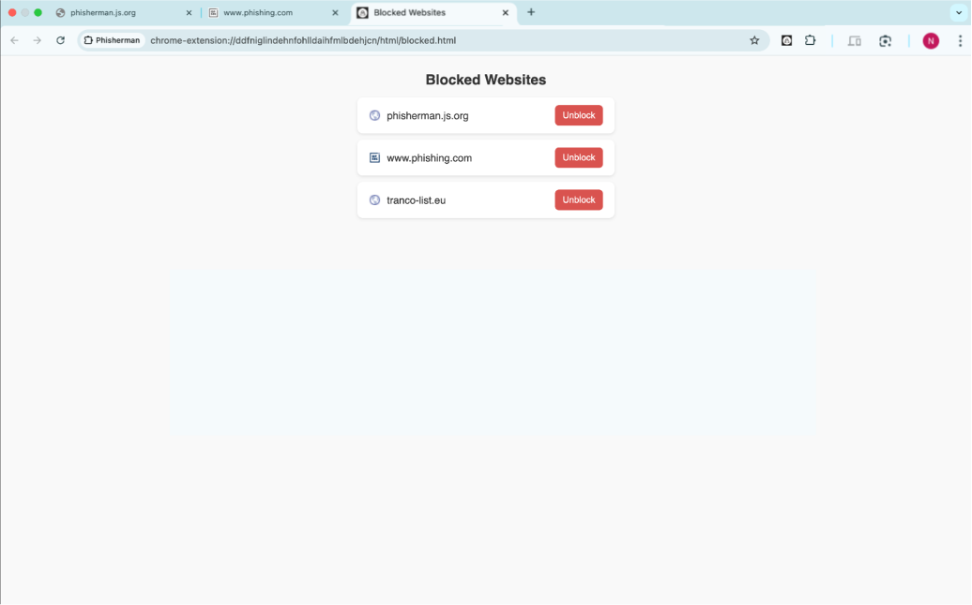 phisherman.js.org
www.phishing.com
Blocked Websites
Phisherman
chrome-extension://ddfniglindehnfohlldaihfmlbdehjcn/html/blocked.html
N
Blocked Websites
phisherman.js.org Unblock
www.phishing.com Unblock
tranco-list.eu Unblock